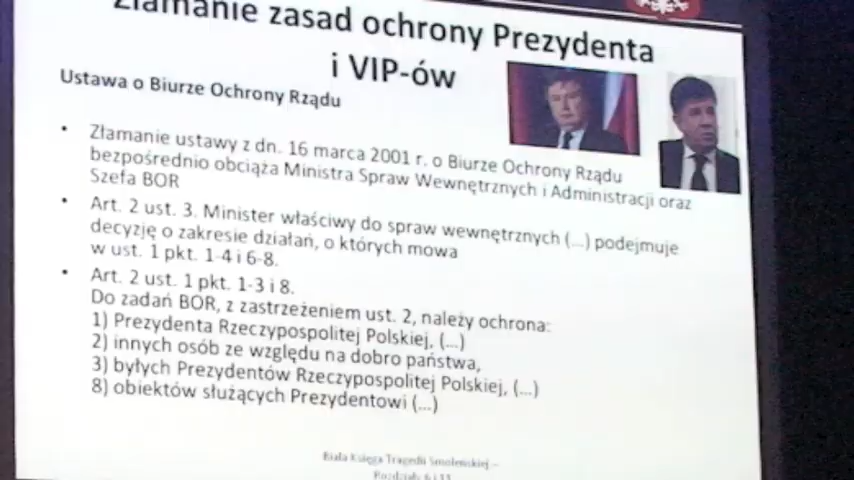 Złamanie zasad ochrony Prezydenta
i VIP-ów
Ustawa o Biurze Ochrony Rządu
• Złamanie ustawy z dn. 16 marca 2001 r. o Biurze Ochrony Rządu
bezpośrednio obciąża Ministra Spraw Wewnętrznych i Administracji oraz
Szefa BOR
• Art. 2 ust. 3. Minister właściwy do spraw wewnętrznych (...) podejmuje
decyzję o zakresie działań, o których mowa
w ust. 1 pkt. 1-4 i 6-8.
• Art. 2 ust. 1 pkt. 1-3 i 8.
Do zadań BOR, z zastrzeżeniem ust. 2, należy ochrona:
1) Prezydenta Rzeczypospolitej Polskiej, (...)
2) innych osób ze względu na dobro państwa,
3) byłych Prezydentów Rzeczypospolitej Polskiej, (...)
8) obiektów służących Prezydentowi (...)
Biała Księga Tragedii Smoleńskiej –